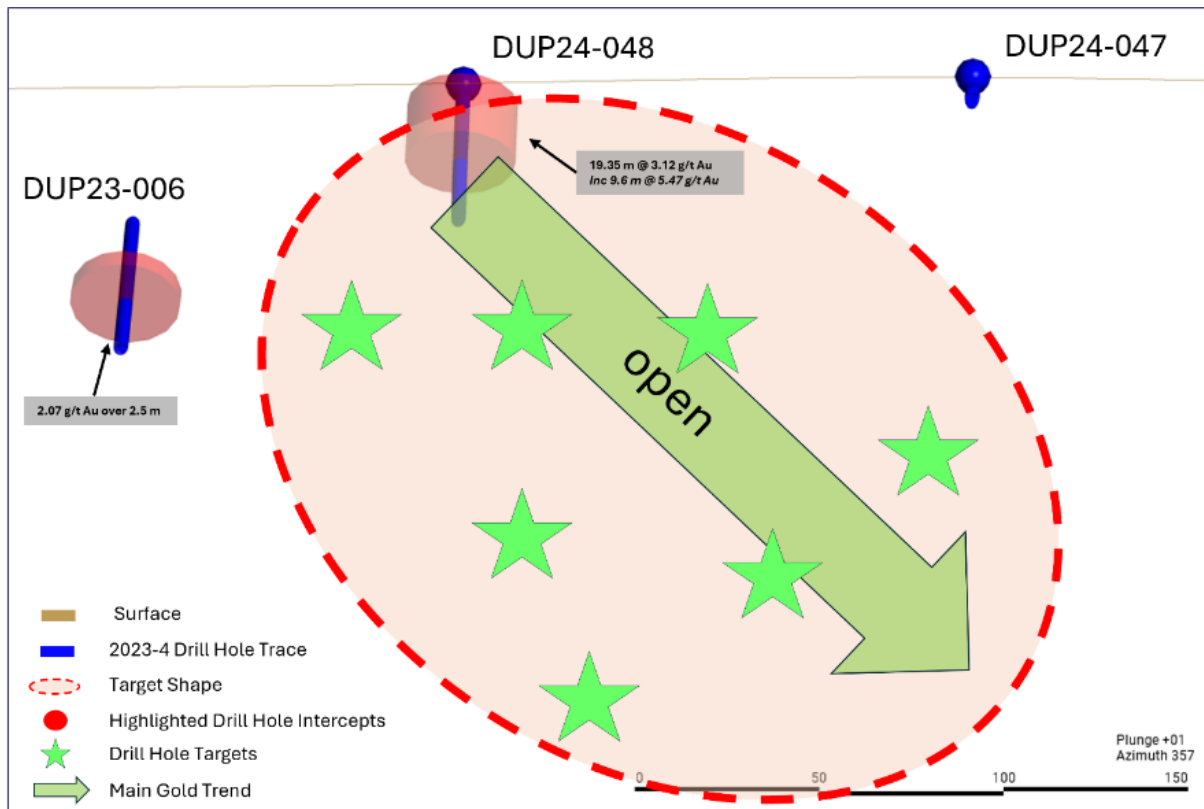 DUP24-048
DUP24-047
19.35 m @ 3.12 g/t Au
Inc 9.6 m @ 5.47 g/t Au
DUP23-006
2.07 g/t Au over 2.5 m
open
Surface
2023-4 Drill Hole Trace
Target Shape
Highlighted Drill Hole Intercepts
Drill Hole Targets
Main Gold Trend
Plunge +01
Azimuth 357
0 50 100 150